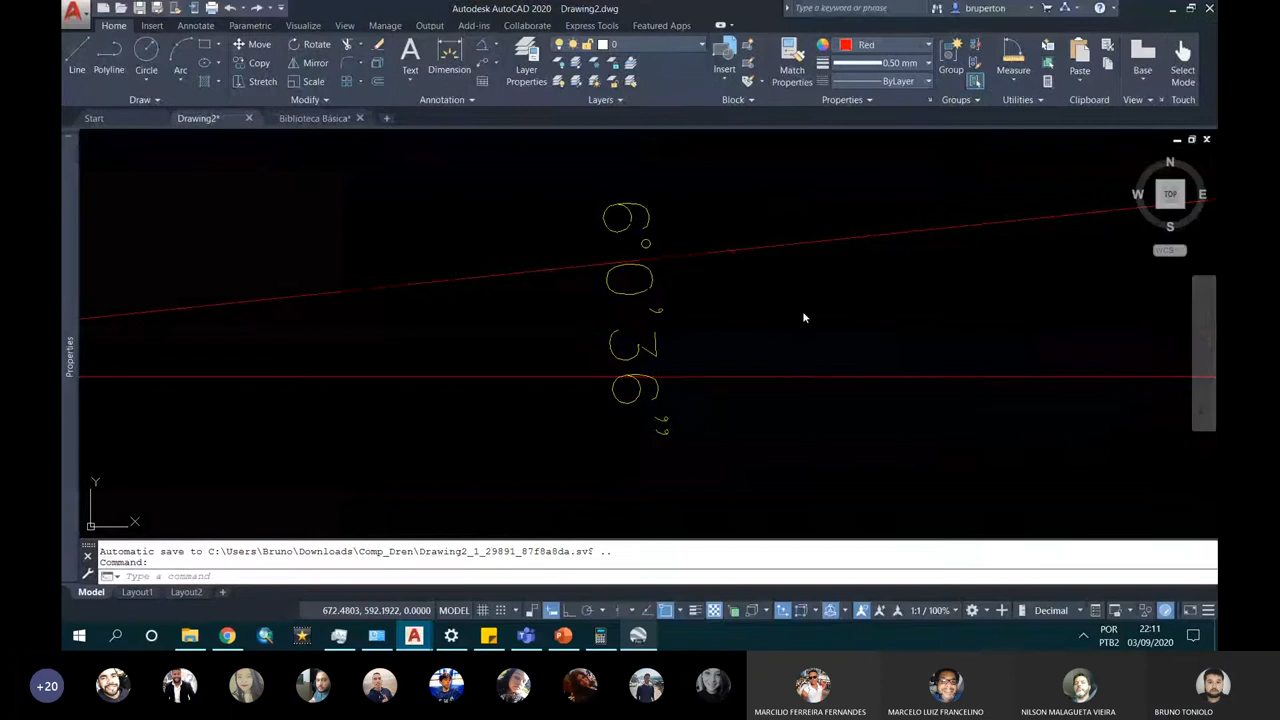 Autodesk AutoCAD 2020 Drawing2.dwg
Type a keyword or phrase
bruperton
Home Insert Annotate Parametric Visualize View Manage Output Add-ins Collaborate Express Tools Featured Apps
Line Polyline Circle Arc
Move Rotate
Copy Mirror
Stretch Scale
Text Dimension
Layer Properties
0
Insert
Match Properties
Red
0.50 mm
ByLayer
Group
Measure
Paste
Base
Select Mode
Draw Modify Annotation Layers Block Properties Groups Utilities Clipboard View Touch
Start Drawing2* Biblioteca Básica*
N
W TOP E
S
WCS
Properties
6°0'36''
Y
X
Automatic save to C:\Users\Bruno\Downloads\Comp_Dren\Drawing2_1_29891_87f8a8da.sv$ ..
Command:
Type a command
Model Layout1 Layout2
672.4803, 592.1922, 0.0000 MODEL 1:1 / 100% Decimal
POR 22:11
PTB2 03/09/2020
+20
MARCILIO FERREIRA FERNANDES MARCELO LUIZ FRANCELINO NILSON MALAGUETA VIEIRA BRUNO TONIOLO